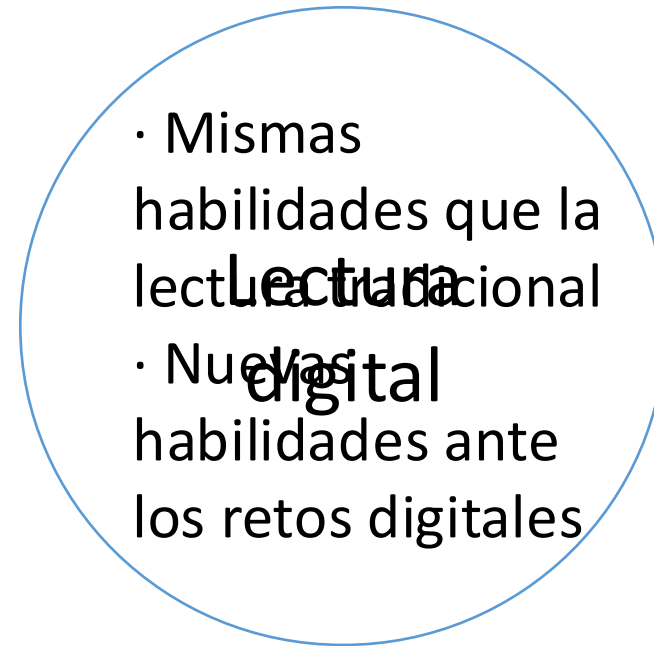 · Mismas
habilidades que la
lectura tradicional
· Nuevas
habilidades ante
los retos digitales
Lectura
digital